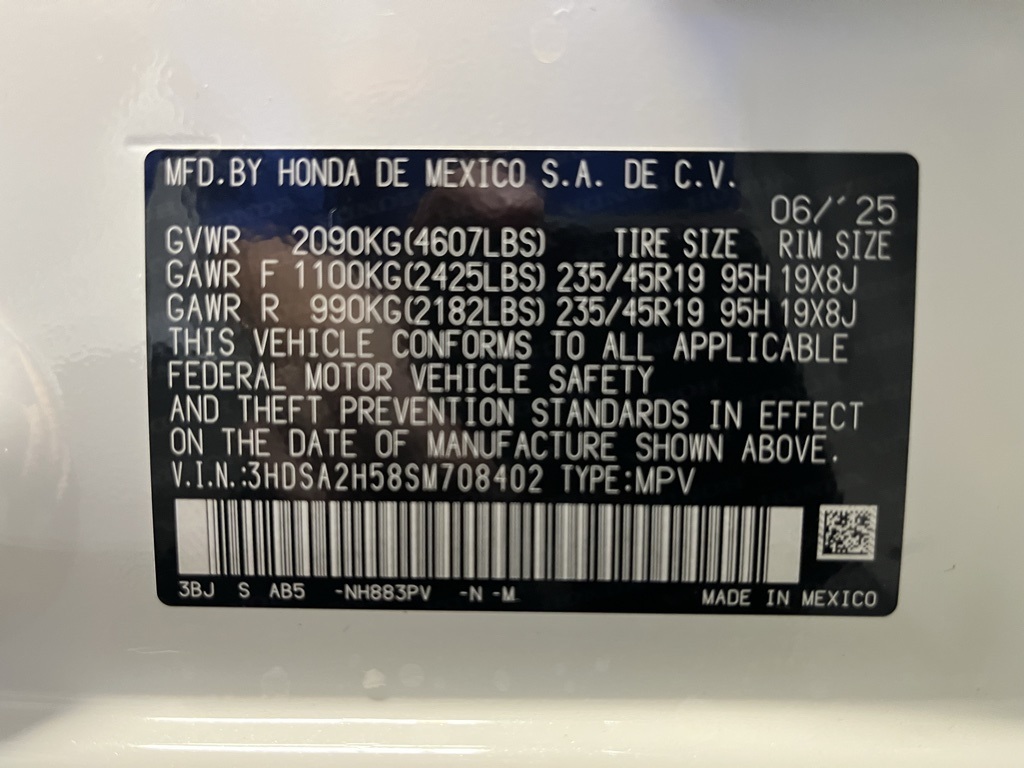 MFD.BY HONDA DE MEXICO S.A. DE C.V.
06/'25
GVWR 2090KG(4607LBS) TIRE SIZE RIM SIZE
GAWR F 1100KG(2425LBS) 235/45R19 95H 19X8J
GAWR R 990KG(2182LBS) 235/45R19 95H 19X8J
THIS VEHICLE CONFORMS TO ALL APPLICABLE
FEDERAL MOTOR VEHICLE SAFETY
AND THEFT PREVENTION STANDARDS IN EFFECT
ON THE DATE OF MANUFACTURE SHOWN ABOVE.
V.I.N.:3HDSA2H58SM708402 TYPE:MPV
3BJ S AB5 -NH883PV -N -M MADE IN MEXICO